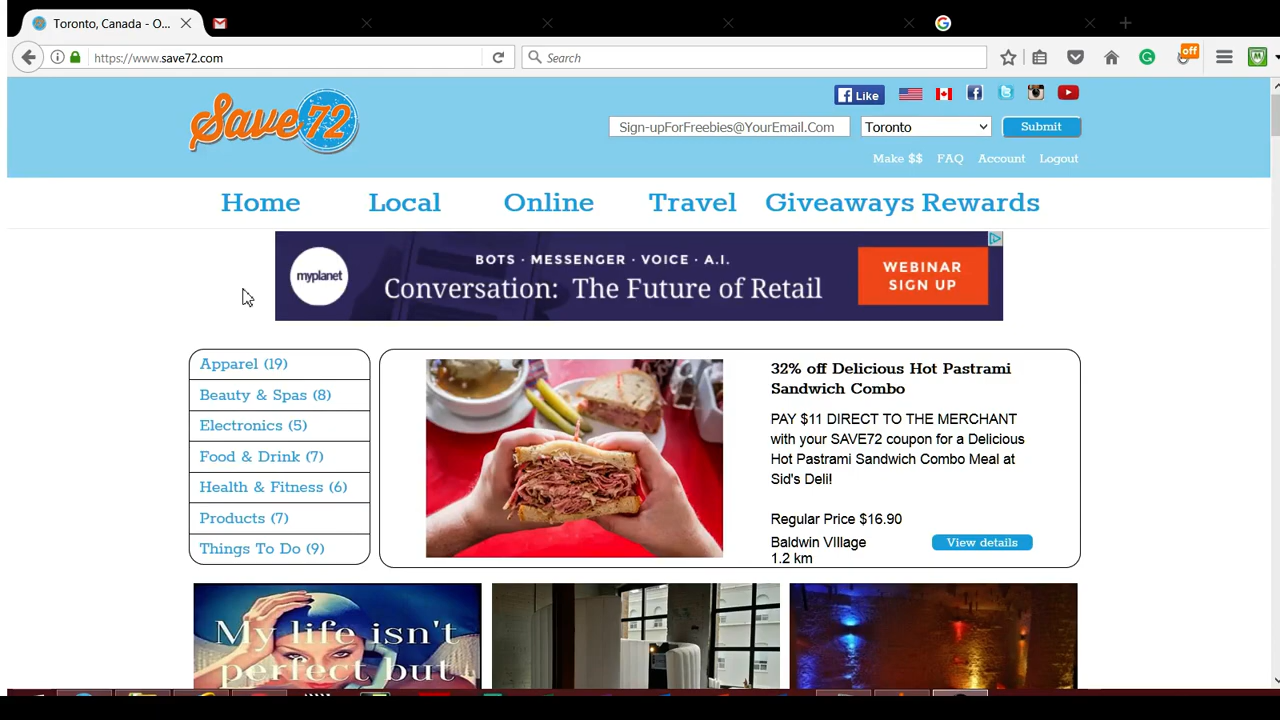 Toronto, Canada - O...
https://www.save72.com
Search
off
Save 72
Like
Sign-upForFreebies@YourEmail.Com
Toronto
Submit
Make $$ FAQ Account Logout
Home Local Online Travel Giveaways Rewards
myplanet
BOTS · MESSENGER · VOICE · A.I.
Conversation: The Future of Retail
WEBINAR
SIGN UP
Apparel (19)
Beauty & Spas (8)
Electronics (5)
Food & Drink (7)
Health & Fitness (6)
Products (7)
Things To Do (9)
32% off Delicious Hot Pastrami
Sandwich Combo
PAY $11 DIRECT TO THE MERCHANT
with your SAVE72 coupon for a Delicious
Hot Pastrami Sandwich Combo Meal at
Sid's Deli!
Regular Price $16.90
Baldwin VIllage
1.2 km
View details
My life isn't
perfect but